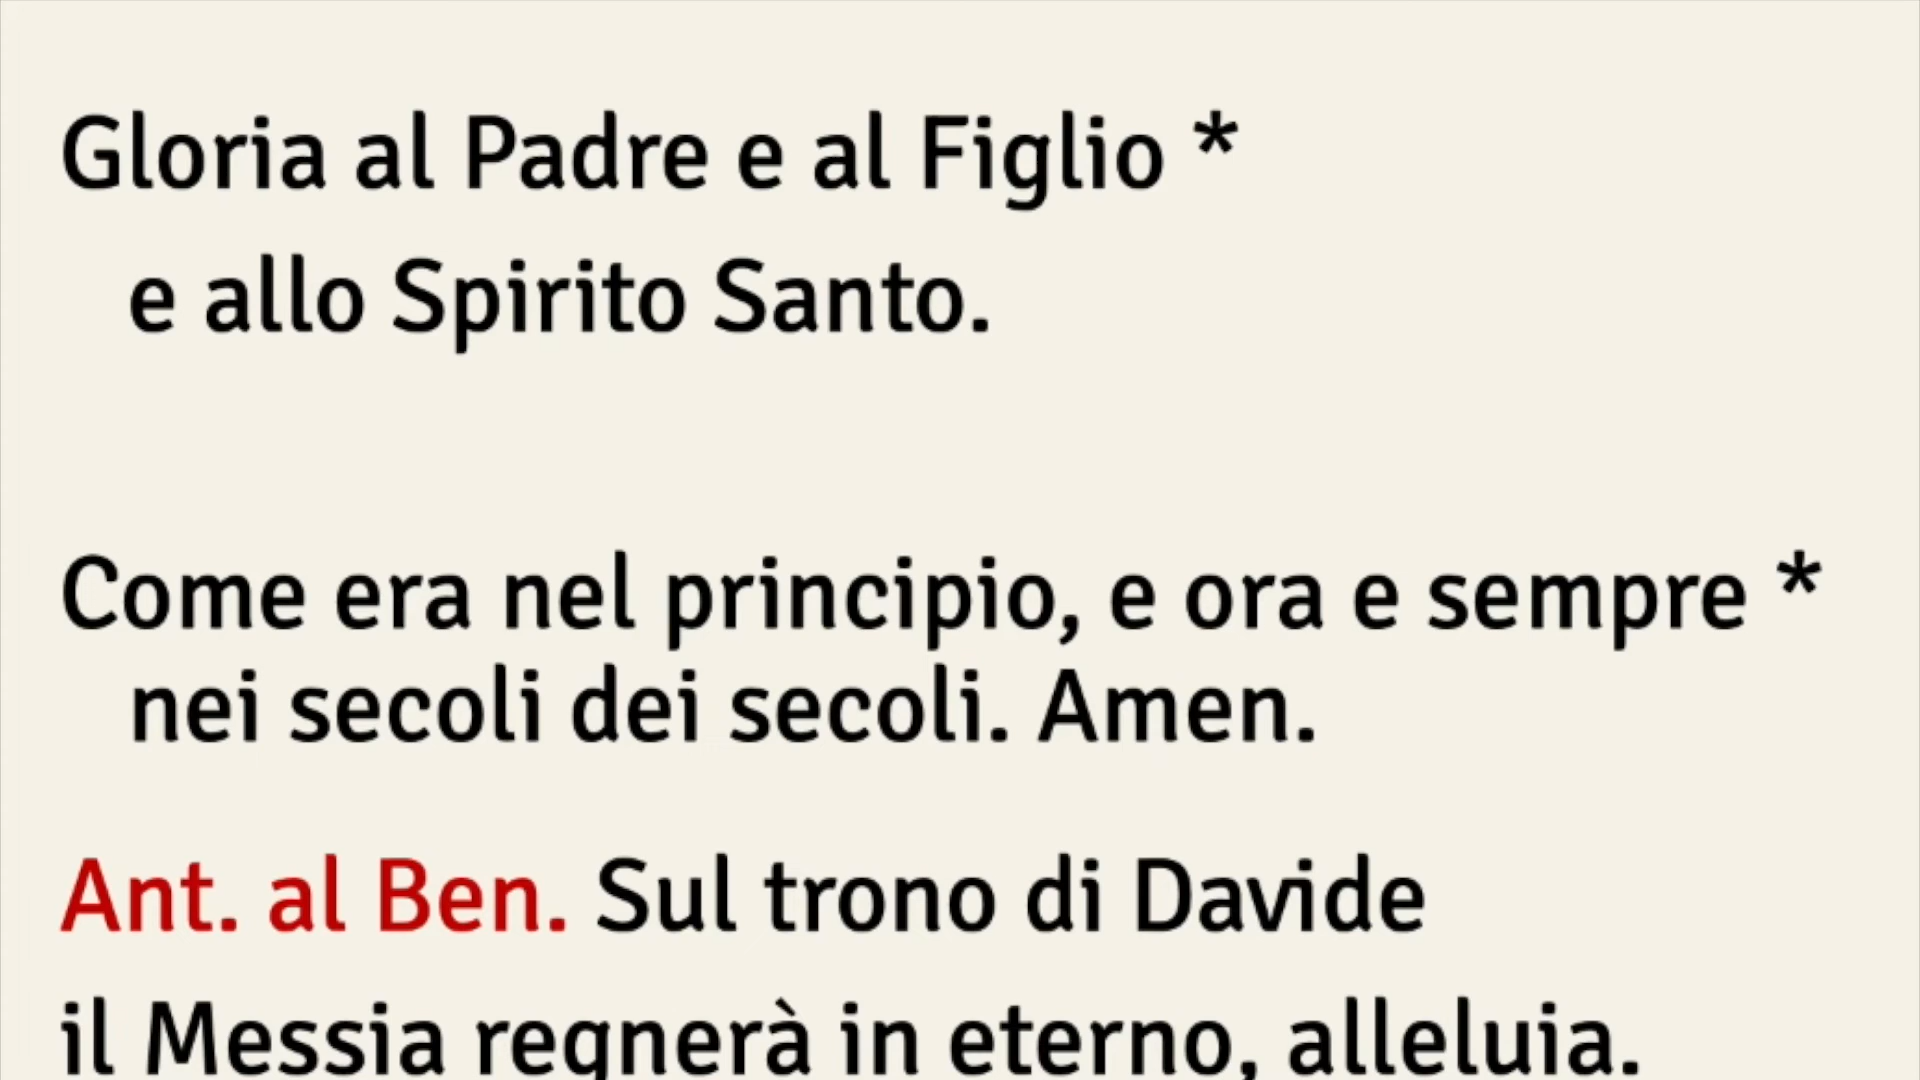 Gloria al Padre e al Figlio *
e allo Spirito Santo.
Come era nel principio, e ora e sempre *
nei secoli dei secoli. Amen.
Ant. al Ben. Sul trono di Davide
il Messia regnerà in eterno, alleluia.